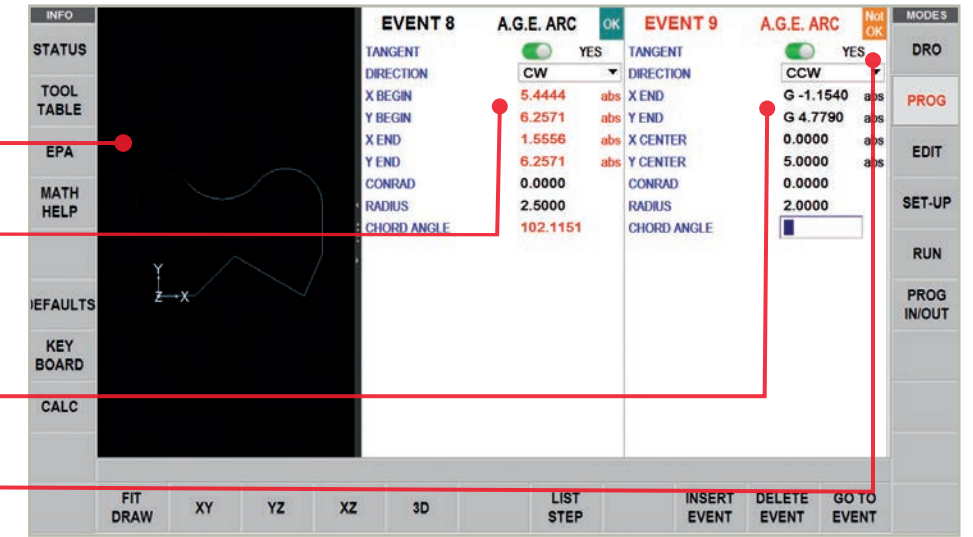 INFO
STATUS
TOOL
TABLE
EPA
MATH
HELP
DEFAULTS
KEY
BOARD
CALC
Y
Z X
EVENT 8 A.G.E. ARC OK
TANGENT YES
DIRECTION CW
X BEGIN 5.4444 abs
Y BEGIN 6.2571 abs
X END 1.5556 abs
Y END 6.2571 abs
CONRAD 0.0000
RADIUS 2.5000
CHORD ANGLE 102.1151
EVENT 9 A.G.E. ARC Not OK
TANGENT YES
DIRECTION CCW
X END G -1.1540 abs
Y END G 4.7790 abs
X CENTER 0.0000 abs
Y CENTER 5.0000 abs
CONRAD 0.0000
RADIUS 2.0000
CHORD ANGLE
MODES
DRO
PROG
EDIT
SET-UP
RUN
PROG
IN/OUT
FIT
DRAW
XY
YZ
XZ
3D
LIST
STEP
INSERT
EVENT
DELETE
EVENT
GO TO
EVENT